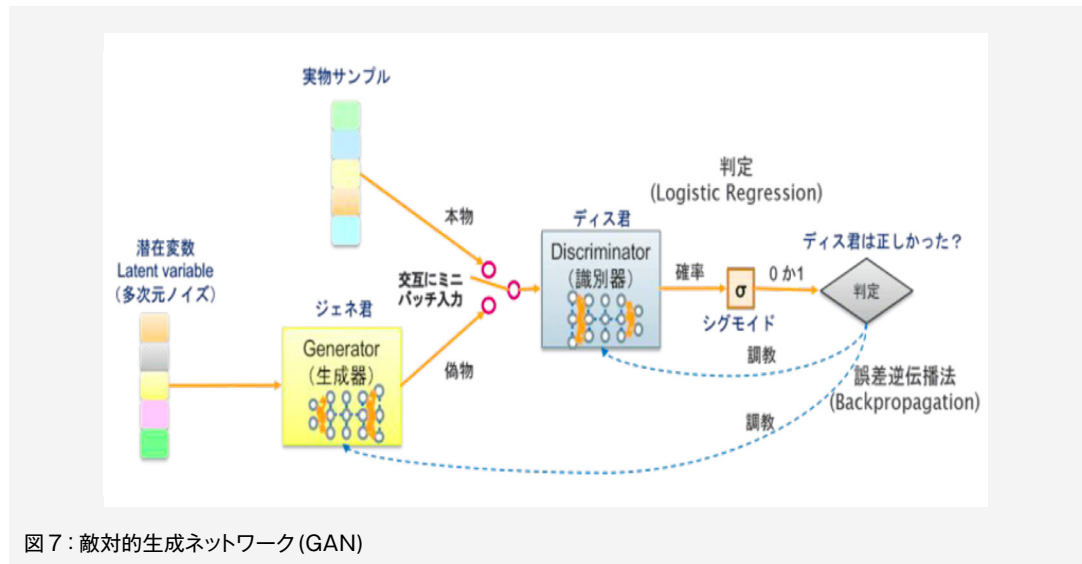 実物サンプル
判定
(Logistic Regression)
本物
ディス君
ディス君は正しかった？
潜在変数
Latent variable
(多次元ノイズ)
交互にミニ
バッチ入力
Discriminator
(識別器)
確率
σ
0 か1
判定
シグモイド
ジェネ君
Generator
(生成器)
偽物
調教
誤差逆伝播法
(Backpropagation)
調教
図7：敵対的生成ネットワーク(GAN)